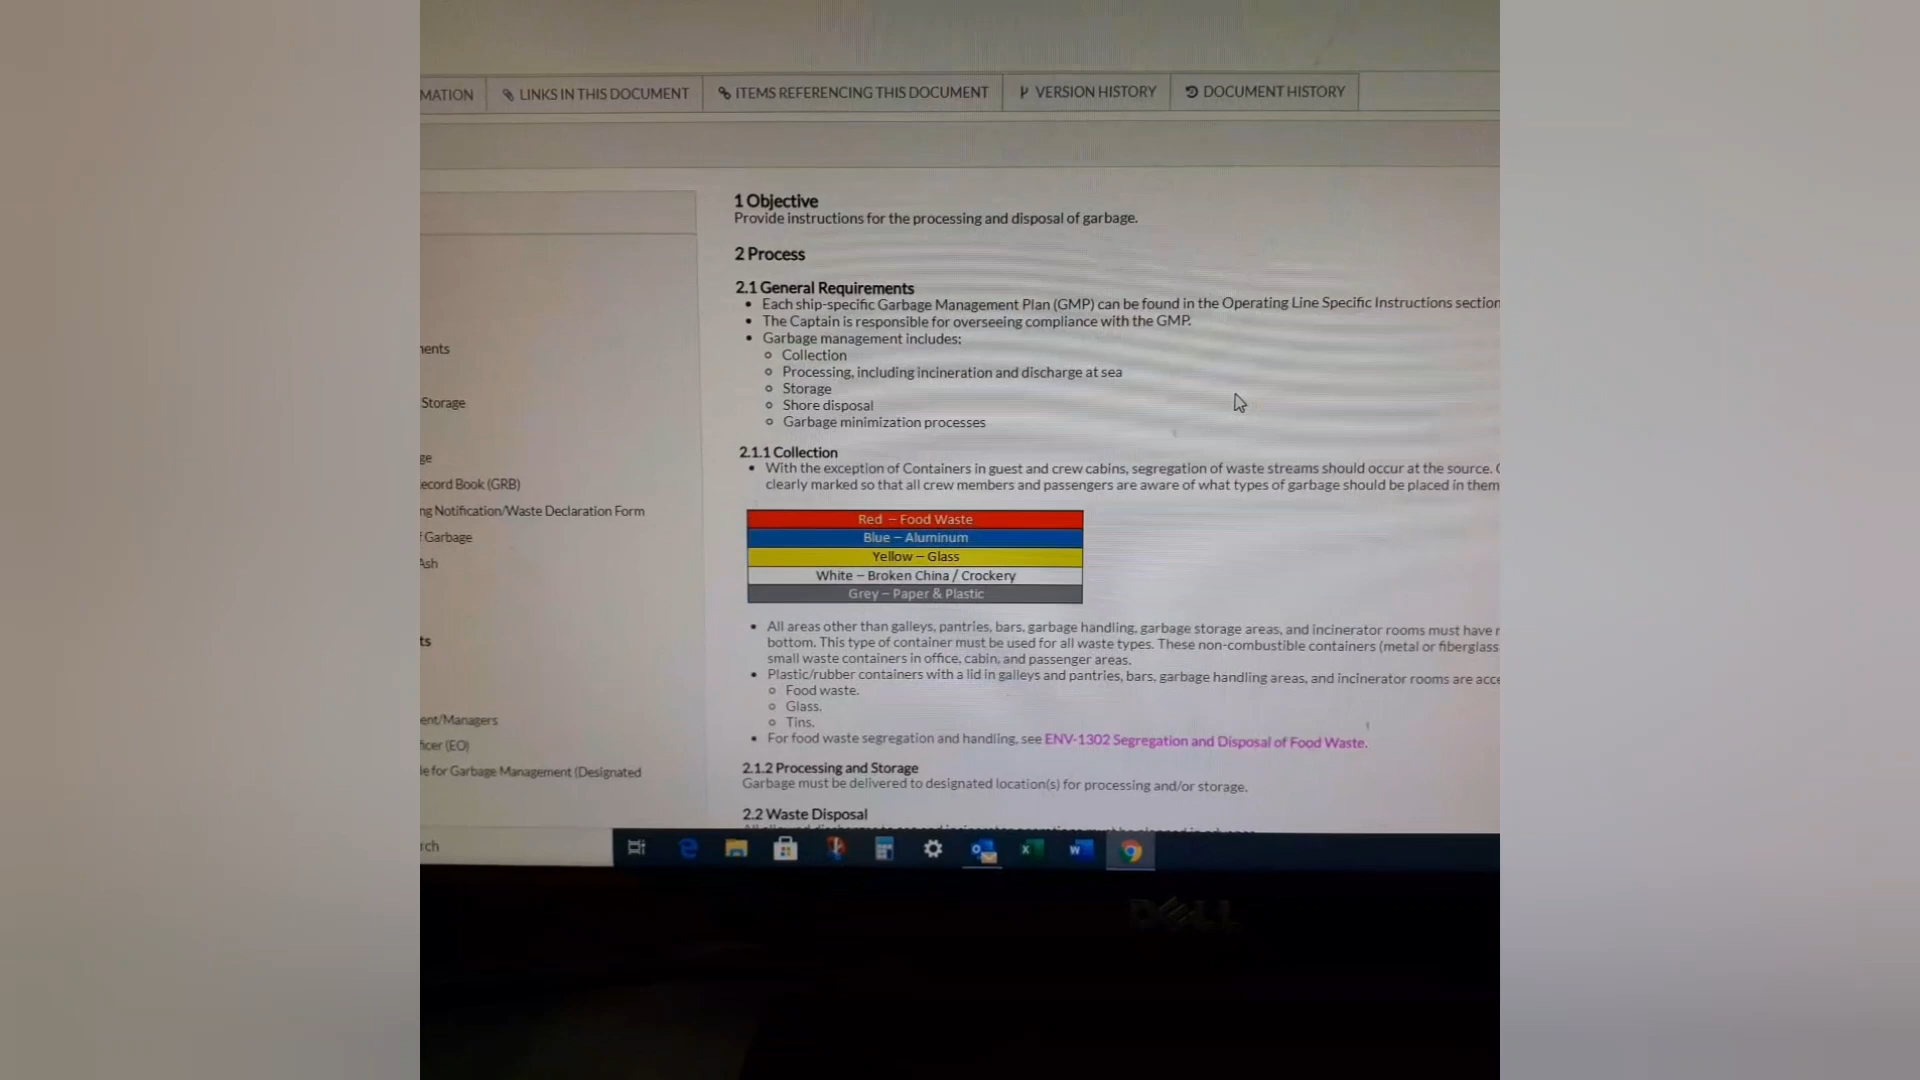 MATION
LINKS IN THIS DOCUMENT
ITEMS REFERENCING THIS DOCUMENT
VERSION HISTORY
DOCUMENT HISTORY
1 Objective
Provide instructions for the processing and disposal of garbage.
2 Process
2.1 General Requirements
• Each ship-specific Garbage Management Plan (GMP) can be found in the Operating Line Specific Instructions section
• The Captain is responsible for overseeing compliance with the GMP.
• Garbage management includes:
o Collection
o Processing, including incineration and discharge at sea
o Storage
o Shore disposal
o Garbage minimization processes
2.1.1 Collection
• With the exception of Containers in guest and crew cabins, segregation of waste streams should occur at the source.
clearly marked so that all crew members and passengers are aware of what types of garbage should be placed in them
Red – Food Waste
Blue – Aluminum
Yellow – Glass
White – Broken China / Crockery
Grey – Paper & Plastic
• All areas other than galleys, pantries, bars, garbage handling, garbage storage areas, and incinerator rooms must have
bottom. This type of container must be used for all waste types. These non-combustible containers (metal or fiberglass
small waste containers in office, cabin, and passenger areas.
• Plastic/rubber containers with a lid in galleys and pantries, bars, garbage handling areas, and incinerator rooms are acce
o Food waste.
o Glass.
o Tins.
• For food waste segregation and handling, see ENV-1302 Segregation and Disposal of Food Waste.
2.1.2 Processing and Storage
Garbage must be delivered to designated location(s) for processing and/or storage.
2.2 Waste Disposal
nents
Storage
ge
ecord Book (GRB)
ng Notification/Waste Declaration Form
f Garbage
Ash
ts
ent/Managers
ficer (EO)
le for Garbage Management (Designated
rch
DELL